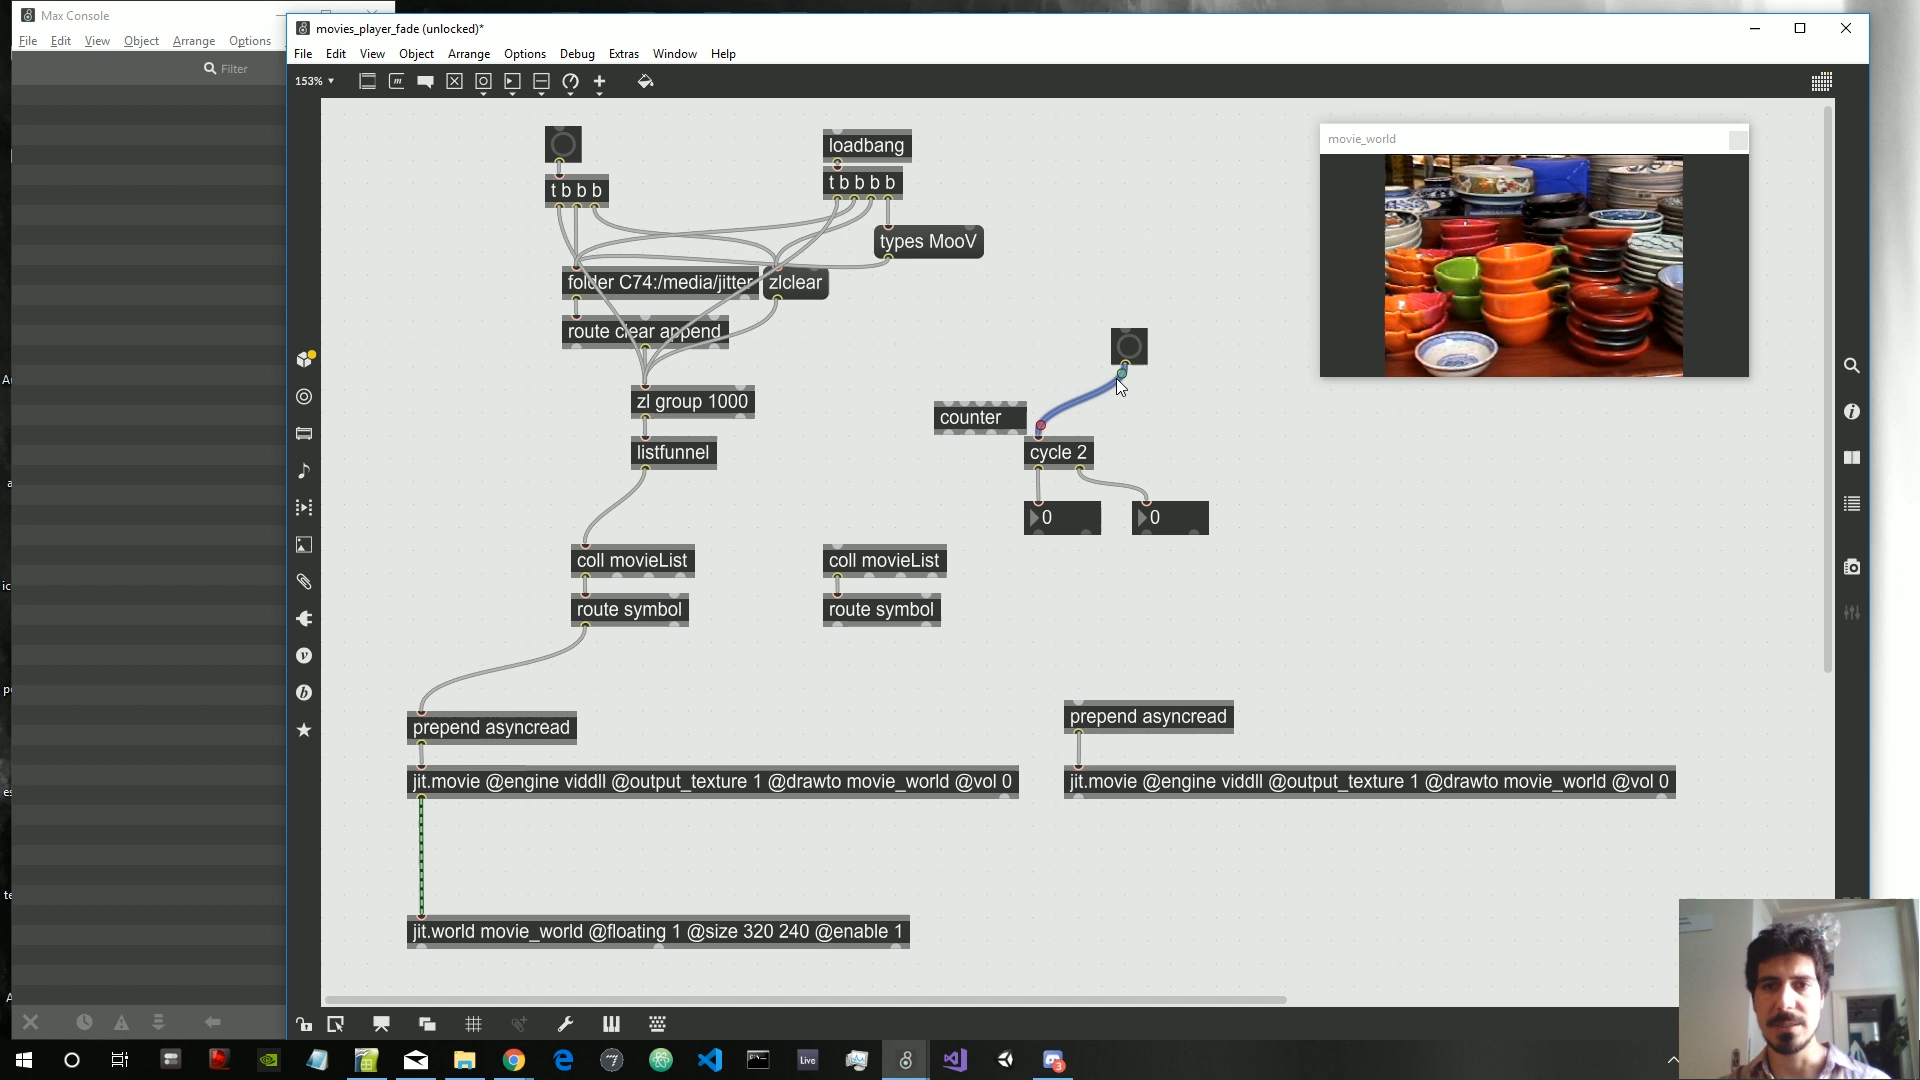 Max Console
File Edit View Object Arrange Options
Filter
movies_player_fade (unlocked)*
File Edit View Object Arrange Options Debug Extras Window Help
153%
m
loadbang
t b b b
t b b b b
types MooV
folder C74:/media/jitter
zlclear
route clear append
zl group 1000
listfunnel
counter
cycle 2
0
0
coll movieList
route symbol
coll movieList
route symbol
prepend asyncread
prepend asyncread
jit.movie @engine viddll @output_texture 1 @drawto movie_world @vol 0
jit.movie @engine viddll @output_texture 1 @drawto movie_world @vol 0
jit.world movie_world @floating 1 @size 320 240 @enable 1
movie_world
Live
3